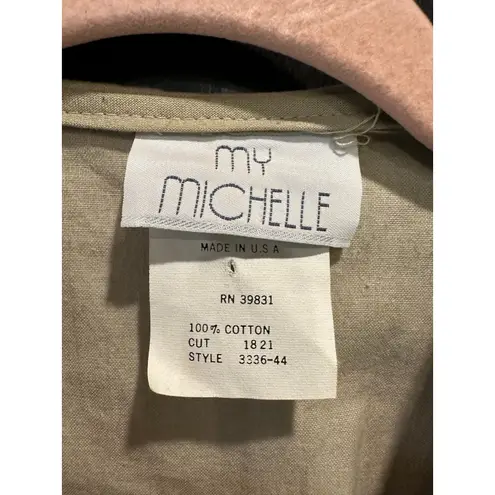 my
MICHELLE
MADE IN U.S.A
RN 39831
100% COTTON
CUT 1821
STYLE 3336-44